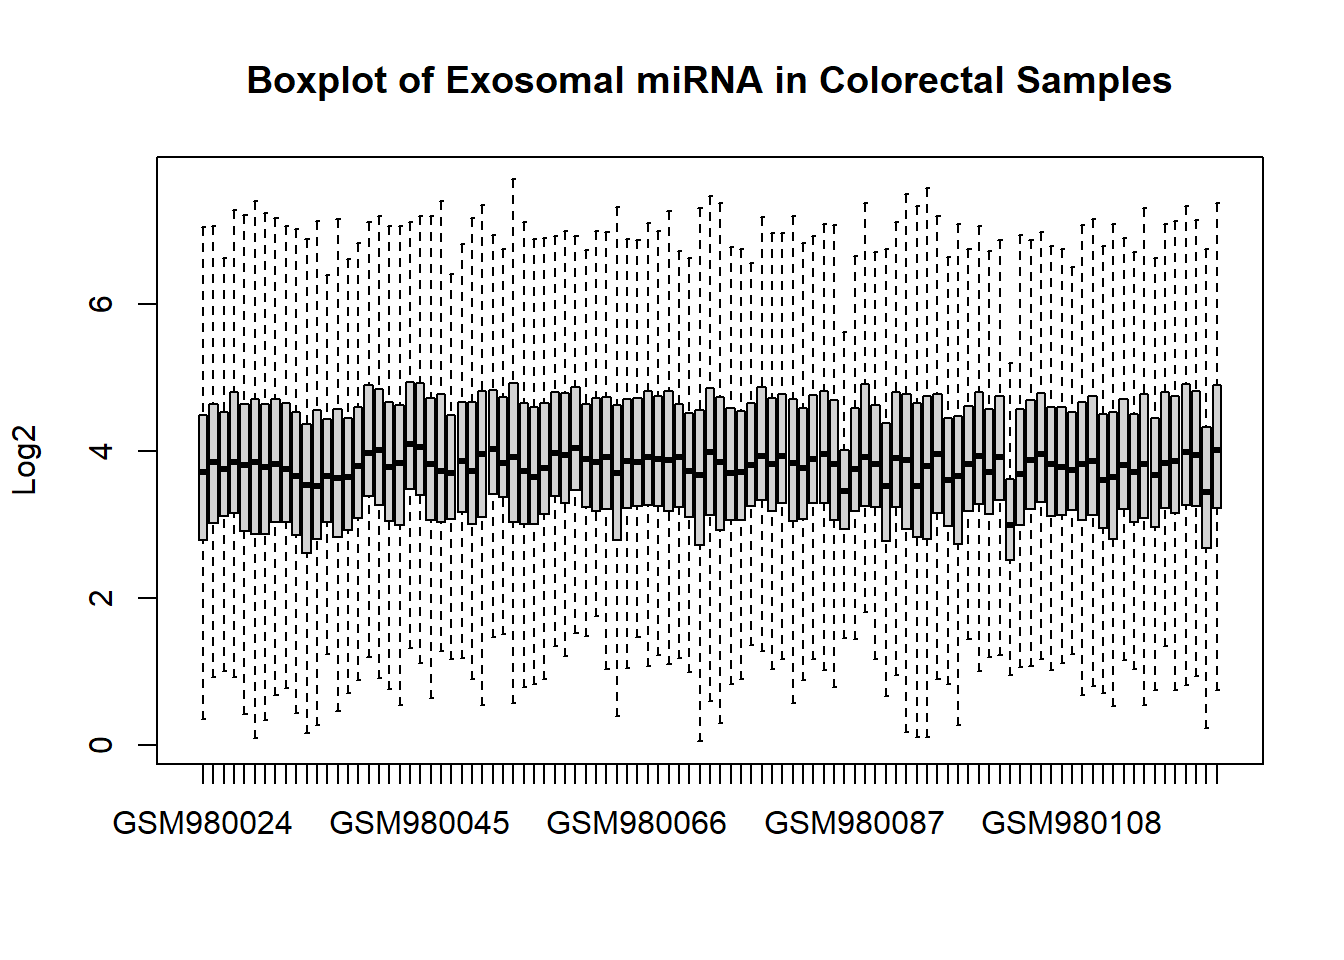 Boxplot of Exosomal miRNA in Colorectal Samples
Log2
6
4
2
0
GSM980024 GSM980045 GSM980066 GSM980087 GSM980108